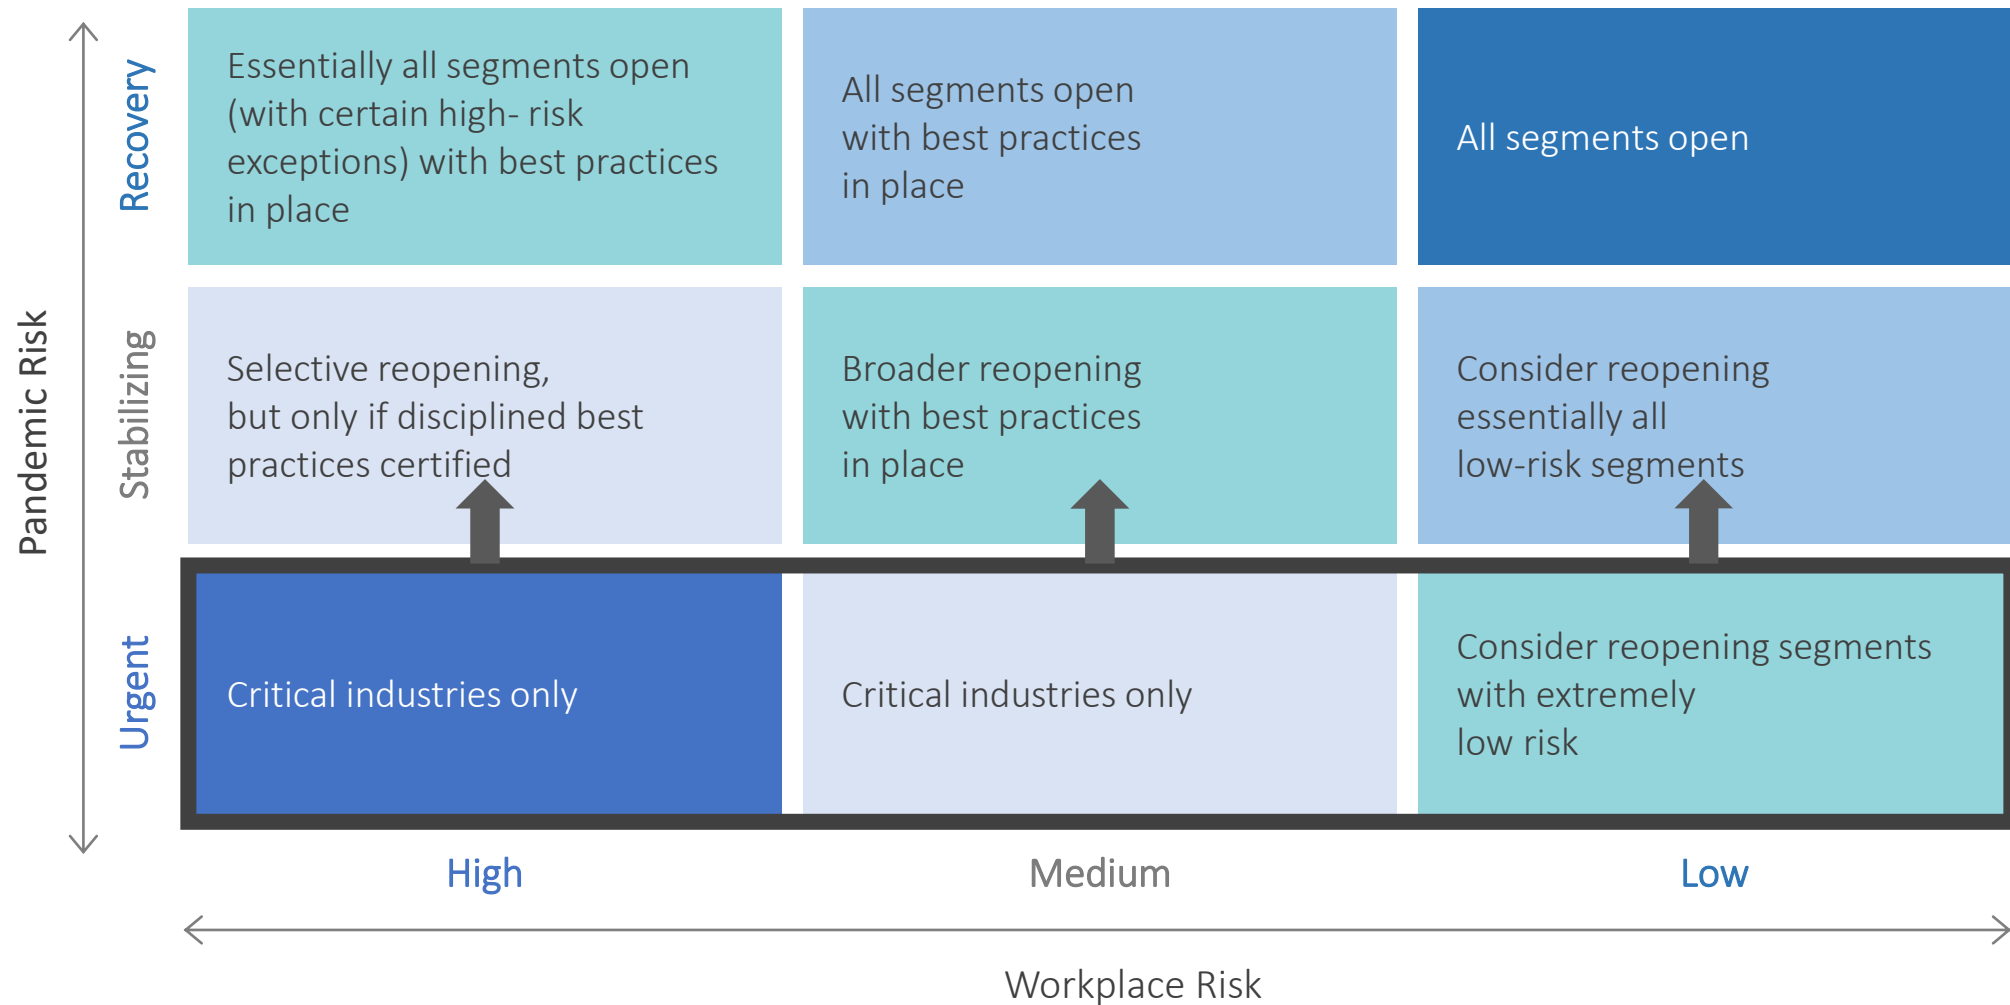 Pandemic Risk
Recovery
Essentially all segments open
(with certain high- risk
exceptions) with best practices
in place
All segments open
with best practices
in place
All segments open
Stabilizing
Selective reopening,
but only if disciplined best
practices certified
Broader reopening
with best practices
in place
Consider reopening
essentially all
low-risk segments
Urgent
Critical industries only
Critical industries only
Consider reopening segments
with extremely
low risk
High
Medium
Low
Workplace Risk